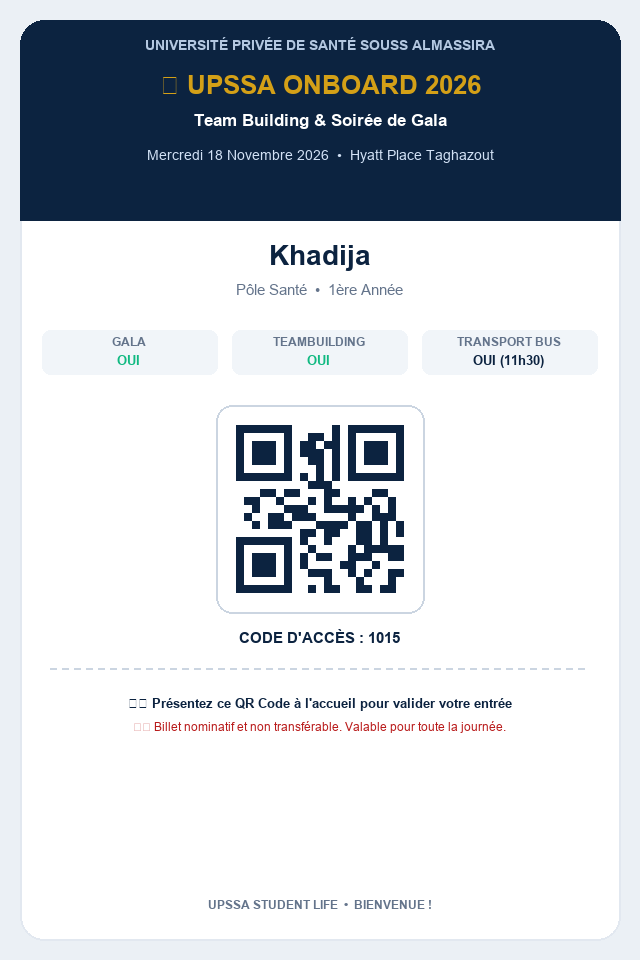 UNIVERSITÉ PRIVÉE DE SANTÉ SOUSS ALMASSIRA
UPSSA ONBOARD 2026
Team Building & Soirée de Gala
Mercredi 18 Novembre 2026 • Hyatt Place Taghazout
Khadija
Pôle Santé • 1ère Année
GALA
OUI
TEAMBUILDING
OUI
TRANSPORT BUS
OUI (11h30)
CODE D'ACCÈS : 1015
Présentez ce QR Code à l'accueil pour valider votre entrée
Billet nominatif et non transférable. Valable pour toute la journée.
UPSSA STUDENT LIFE • BIENVENUE !